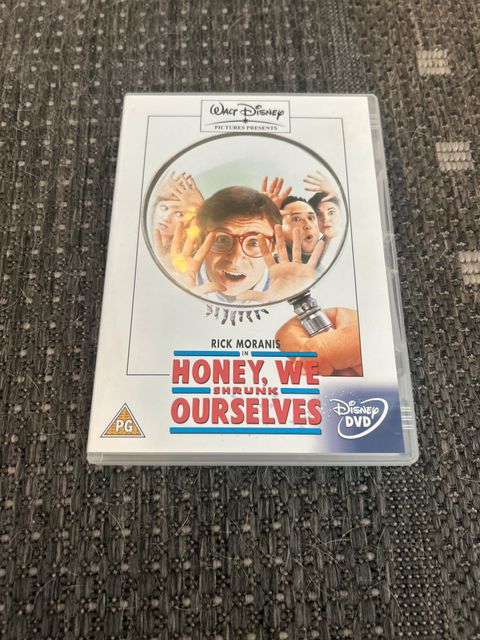 WALT DISNEY
PICTURES PRESENTS
RICK MORANIS
IN
HONEY, WE
SHRUNK
OURSELVES
PG
DISNEY
DVD